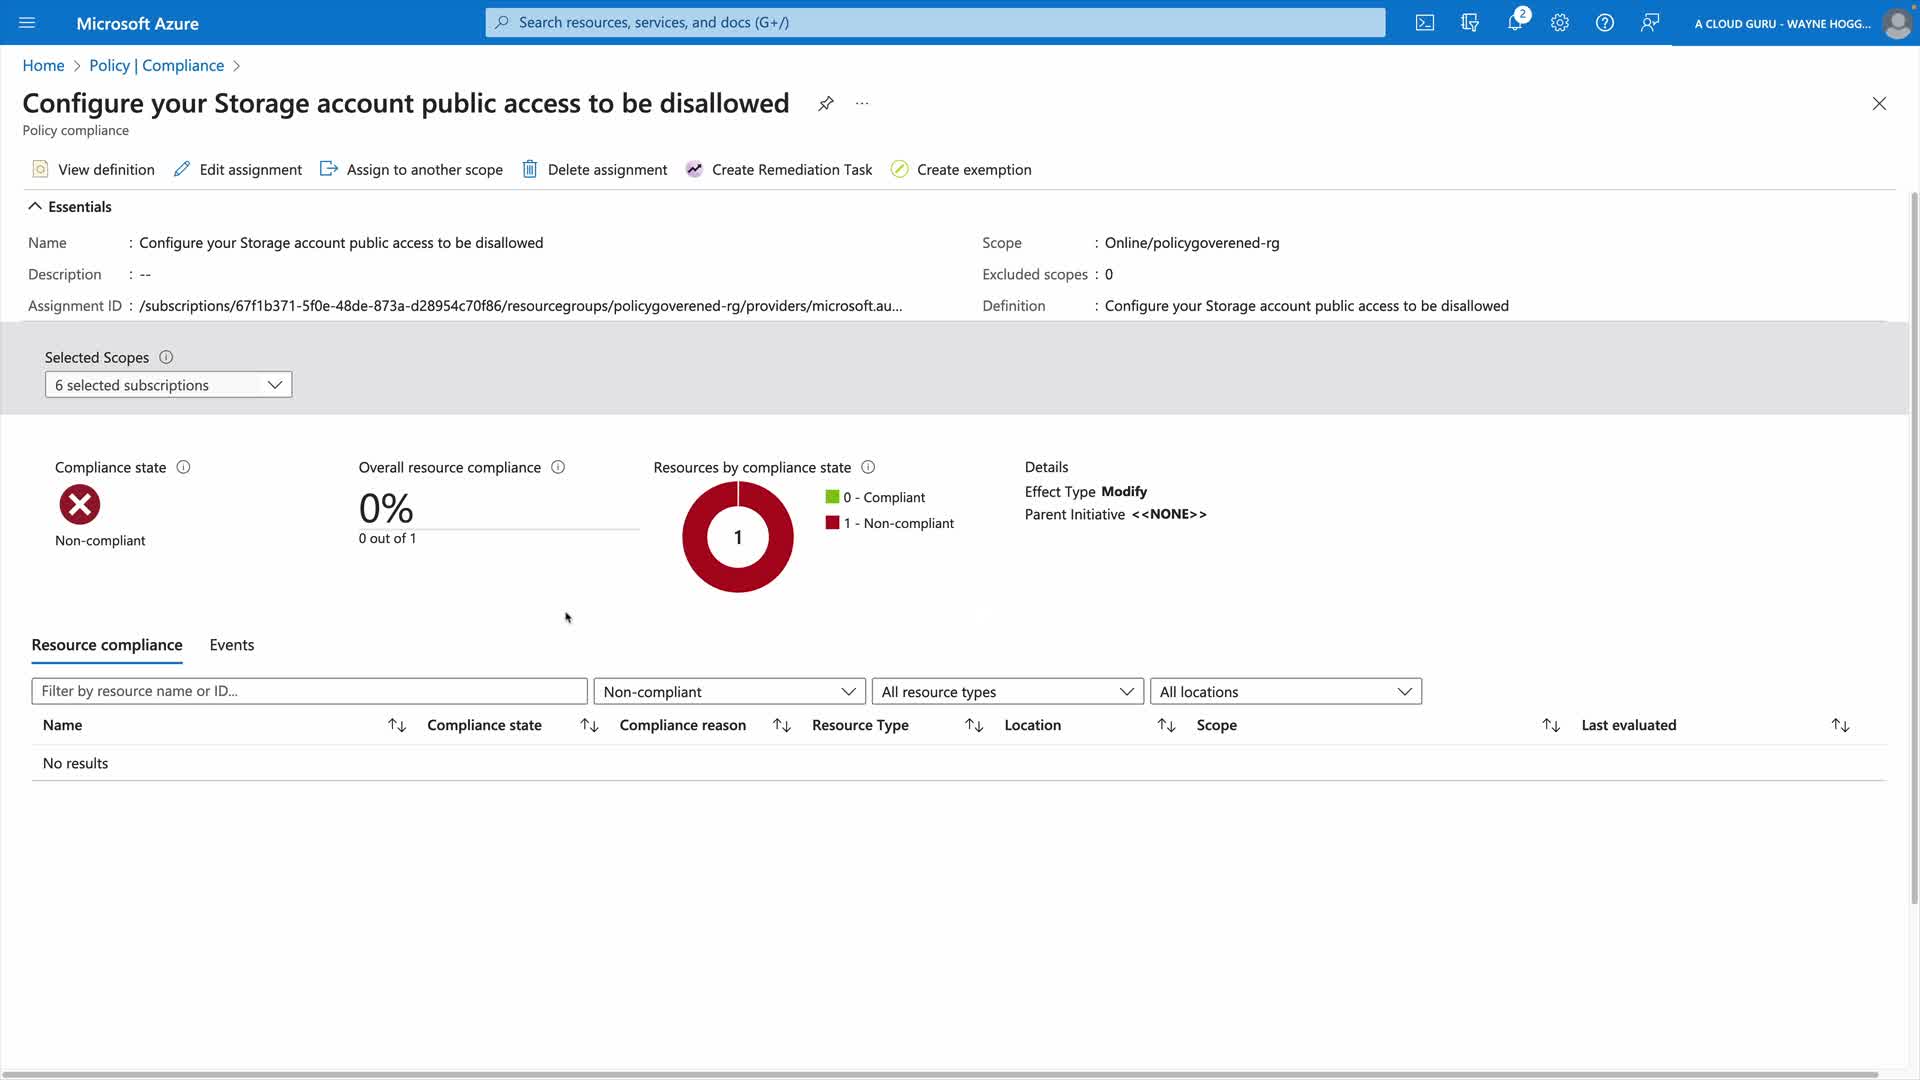 Microsoft Azure
Search resources, services, and docs (G+/)
2
A CLOUD GURU - WAYNE HOGG...
Home > Policy | Compliance >
Configure your Storage account public access to be disallowed
...
Policy compliance
View definition
Edit assignment
Assign to another scope
Delete assignment
Create Remediation Task
Create exemption
Essentials
Name : Configure your Storage account public access to be disallowed
Scope : Online/policygoverened-rg
Description : --
Excluded scopes : 0
Assignment ID : /subscriptions/67f1b371-5f0e-48de-873a-d28954c70f86/resourcegroups/policygoverened-rg/providers/microsoft.au...
Definition : Configure your Storage account public access to be disallowed
Selected Scopes
6 selected subscriptions
Compliance state
Non-compliant
Overall resource compliance
0%
0 out of 1
Resources by compliance state
1
0 - Compliant
1 - Non-compliant
Details
Effect Type Modify
Parent Initiative <<NONE>>
Resource compliance
Events
Filter by resource name or ID...
Non-compliant
All resource types
All locations
Name
Compliance state
Compliance reason
Resource Type
Location
Scope
Last evaluated
No results